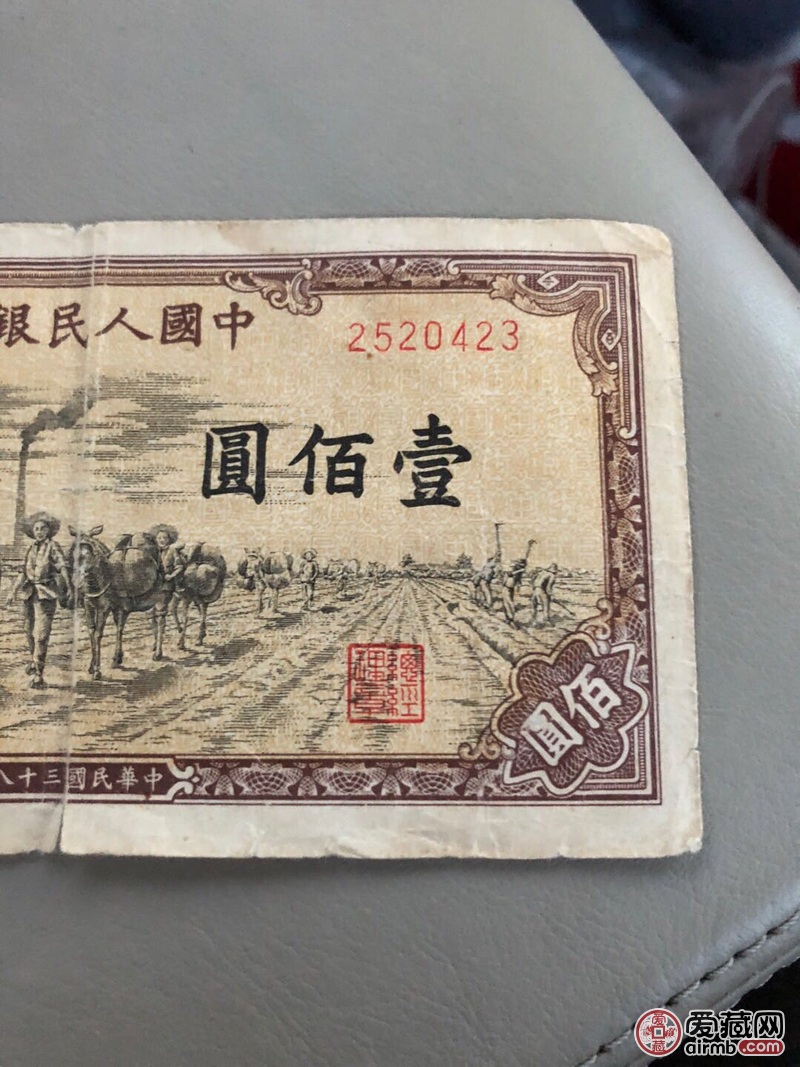 中國人民銀
2520423
壹佰圓
佰圓
中華民國三十八
爱藏网
airmb.com